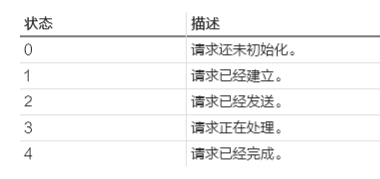 状态 描述
0 请求还未初始化。
1 请求已经建立。
2 请求已经发送。
3 请求正在处理。
4 请求已经完成。